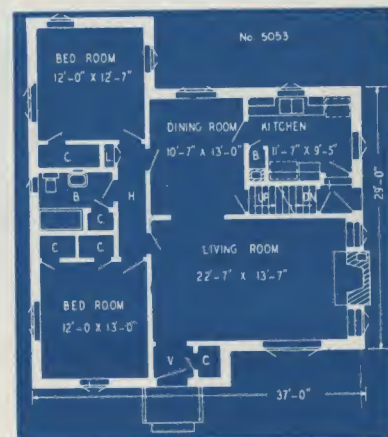 No. 5053
BED ROOM
12'-0" X 12'-7"
DINING ROOM
10'-7" X 13'-0"
KITCHEN
11'-7" X 9'-5"
C
L
B
B
UP
DN
C
H
C
C
LIVING ROOM
22'-7" X 13'-7"
29'-0"
BED ROOM
12'-0 X 13'-0"
V
C
37'-0"